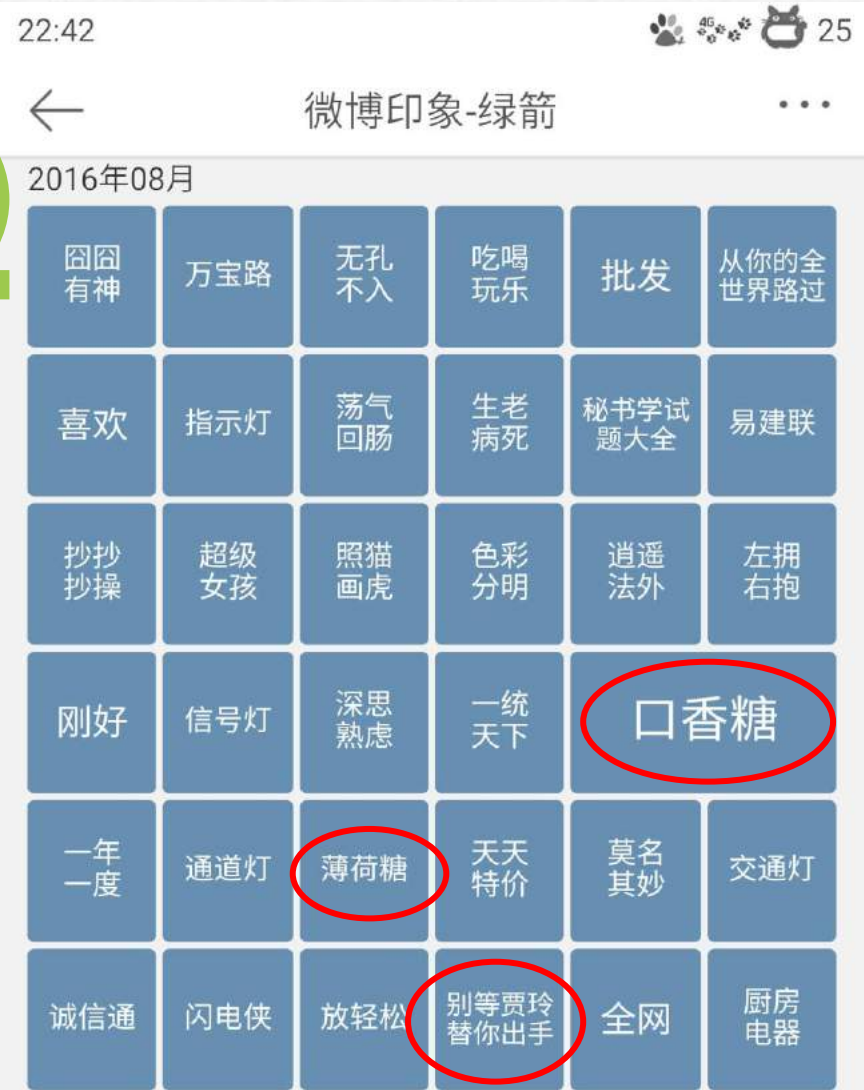 22:42
4G
25
微博印象-绿箭
2016年08月
囧囧
有神
万宝路
无孔
不入
吃喝
玩乐
批发
从你的全
世界路过
喜欢
指示灯
荡气
回肠
生老
病死
秘书学试
题大全
易建联
抄抄
抄操
超级
女孩
照猫
画虎
色彩
分明
逍遥
法外
左拥
右抱
刚好
信号灯
深思
熟虑
一统
天下
口香糖
一年
一度
通道灯
薄荷糖
天天
特价
莫名
其妙
交通灯
诚信通
闪电侠
放轻松
别等贾玲
替你出手
全网
厨房
电器